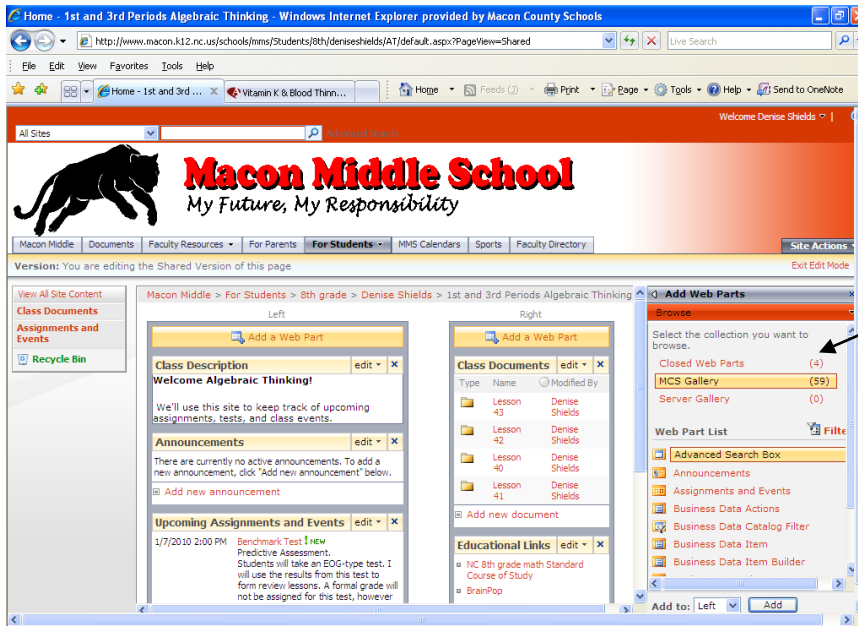 Home - 1st and 3rd Periods Algebraic Thinking - Windows Internet Explorer provided by Macon County Schools
http://www.macon.k12.nc.us/schools/mms/Students/8th/deniseshields/AT/default.aspx?PageView=Shared
Live Search
File Edit View Favorites Tools Help
Home - 1st and 3rd ... Vitamin K & Blood Thinn...
Home Feeds (J) Print Page Tools Help Send to OneNote
Welcome Denise Shields
All Sites Advanced Search
Macon Middle School
My Future, My Responsibility
Macon Middle Documents Faculty Resources For Parents For Students MMS Calendars Sports Faculty Directory Site Actions
Version: You are editing the Shared Version of this page Exit Edit Mode
View All Site Content
Class Documents
Assignments and
Events
Recycle Bin
Macon Middle > For Students > 8th grade > Denise Shields > 1st and 3rd Periods Algebraic Thinking
Left
Add a Web Part
Class Description edit
Welcome Algebraic Thinking!
We'll use this site to keep track of upcoming
assignments, tests, and class events.
Announcements edit
There are currently no active announcements. To add a
new announcement, click "Add new announcement" below.
Add new announcement
Upcoming Assignments and Events edit
1/7/2010 2:00 PM Benchmark Test ! NEW
Predictive Assessment.
Students will take an EOG-type test. I
will use the results from this test to
form review lessons. A formal grade will
not be assigned for this test, however
Right
Add a Web Part
Class Documents edit
Type Name Modified By
Lesson Denise
43 Shields
Lesson Denise
42 Shields
Lesson Denise
40 Shields
Lesson Denise
41 Shields
Add new document
Educational Links edit
NC 8th grade math Standard
Course of Study
BrainPop
Add Web Parts
Browse
Select the collection you want to
browse.
Closed Web Parts (4)
MCS Gallery (59)
Server Gallery (0)
Web Part List Filte
Advanced Search Box
Announcements
Assignments and Events
Business Data Actions
Business Data Catalog Filter
Business Data Item
Business Data Item Builder
Add to: Left Add